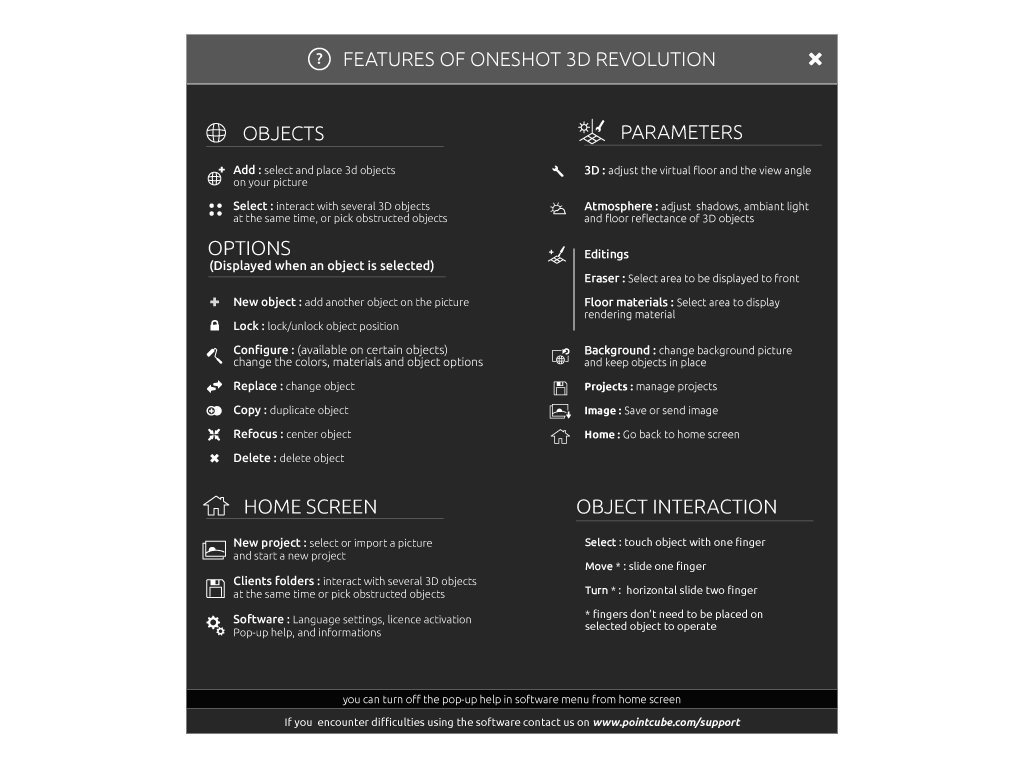 ? FEATURES OF ONESHOT 3D REVOLUTION
OBJECTS
Add : select and place 3d objects
on your picture
Select : interact with several 3D objects
at the same time, or pick obstructed objects
OPTIONS
(Displayed when an object is selected)
New object : add another object on the picture
Lock : lock/unlock object position
Configure : (available on certain objects)
change the colors, materials and object options
Replace : change object
Copy : duplicate object
Refocus : center object
Delete : delete object
PARAMETERS
3D : adjust the virtual floor and the view angle
Atmosphere : adjust shadows, ambiant light
and floor reflectance of 3D objects
Editings
Eraser : Select area to be displayed to front
Floor materials : Select area to display
rendering material
Background : change background picture
and keep objects in place
Projects : manage projects
Image : Save or send image
Home : Go back to home screen
HOME SCREEN
New project : select or import a picture
and start a new project
Clients folders : interact with several 3D objects
at the same time or pick obstructed objects
Software : Language settings, licence activation
Pop-up help, and informations
OBJECT INTERACTION
Select : touch object with one finger
Move * : slide one finger
Turn * : horizontal slide two finger
* fingers don't need to be placed on
selected object to operate
you can turn off the pop-up help in software menu from home screen
If you encounter difficulties using the software contact us on www.pointcube.com/support